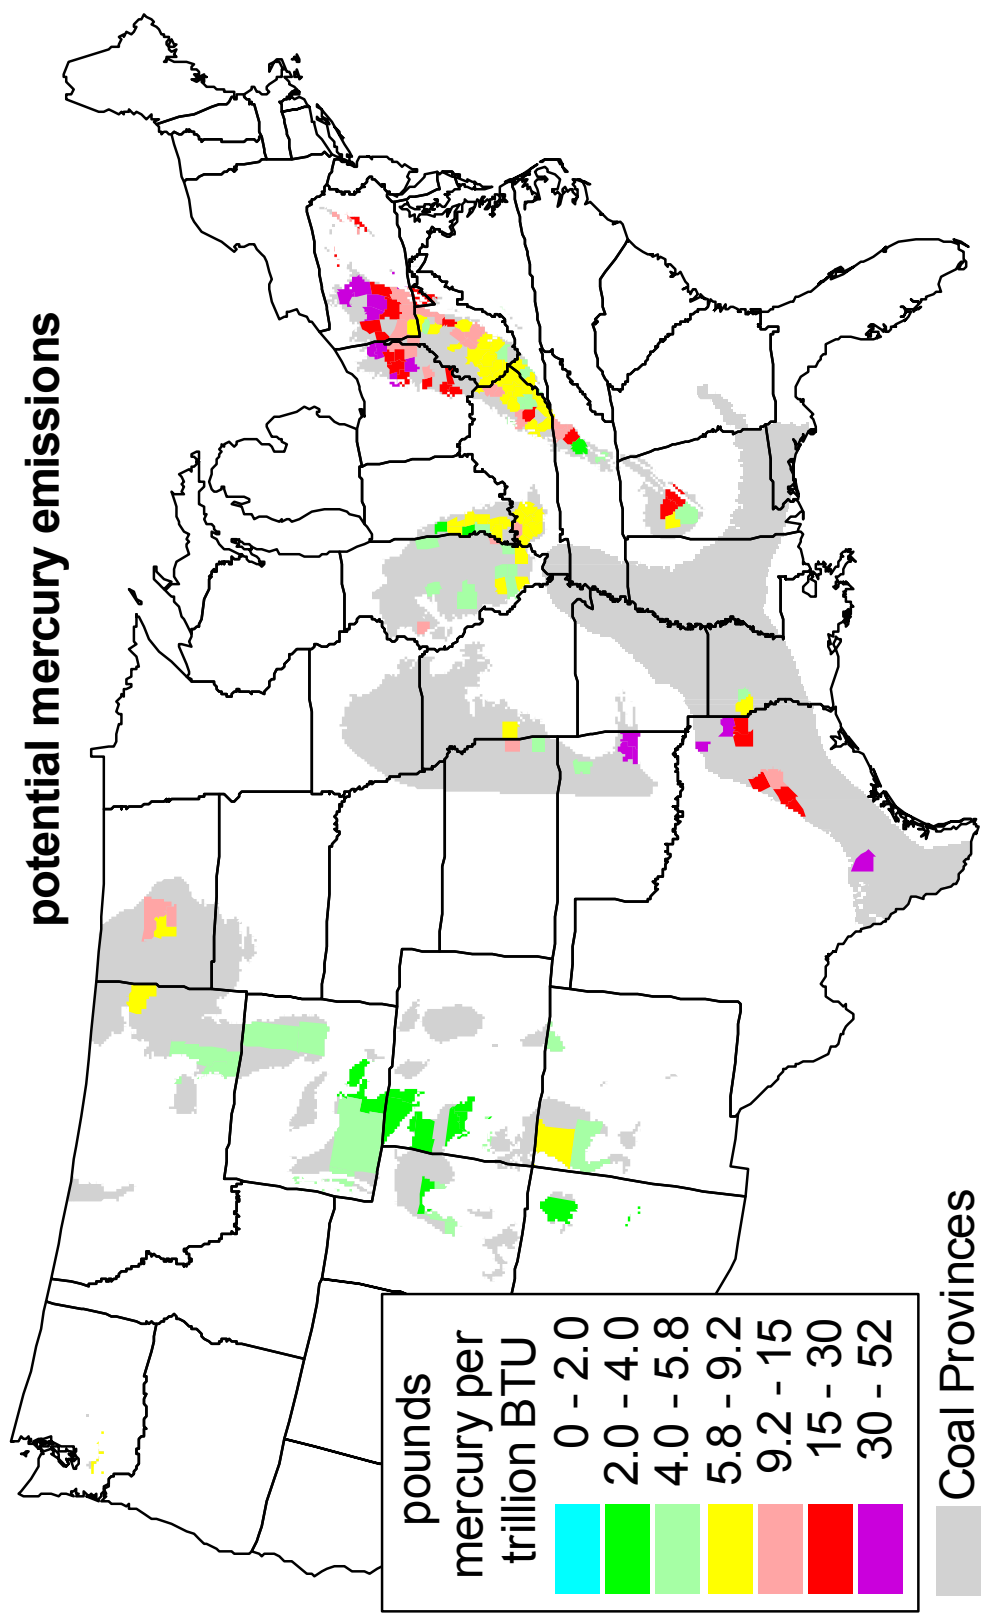 potential mercury emissions
pounds
mercury per
trillion BTU
0 - 2.0
2.0 - 4.0
4.0 - 5.8
5.8 - 9.2
9.2 - 15
15 - 30
30 - 52
Coal Provinces